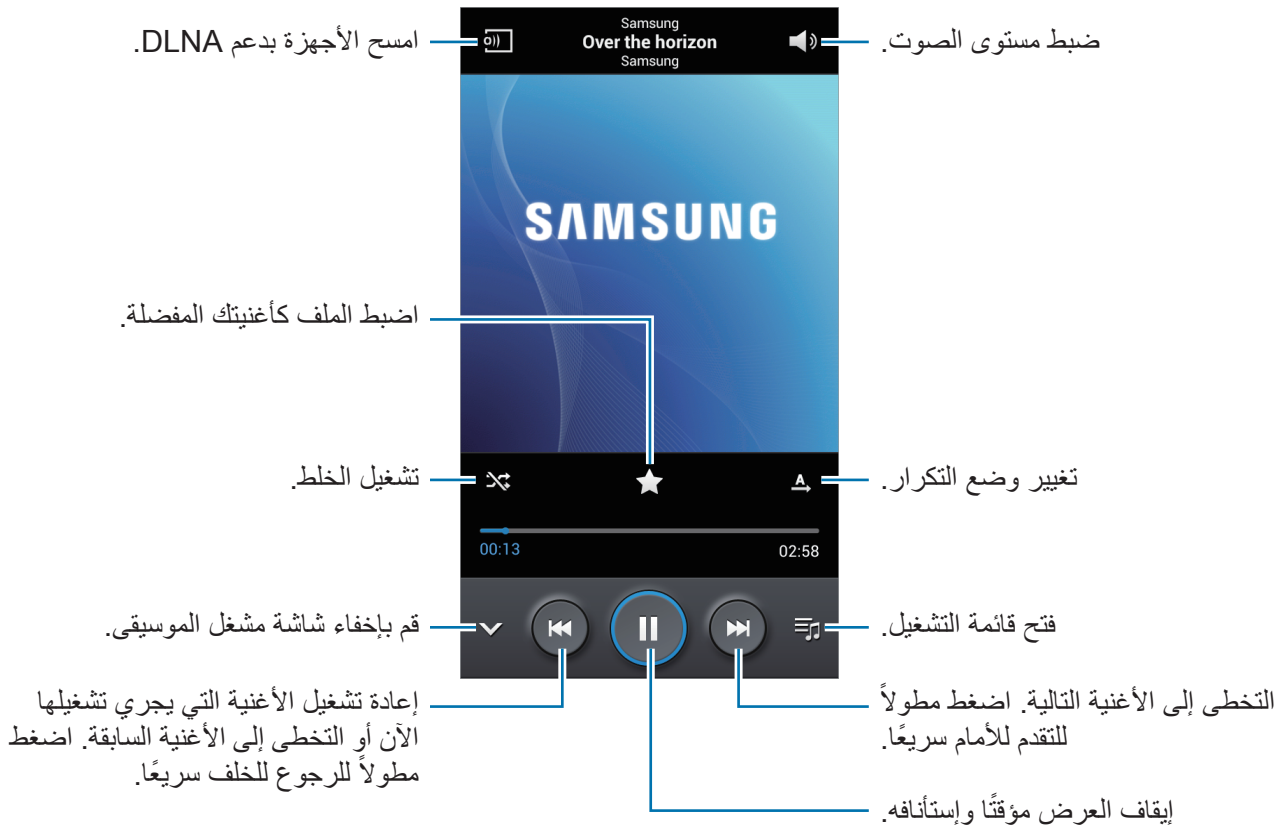 Samsung
Over the horizon
Samsung
ضبط مستوى الصوت.
امسح الأجهزة بدعم DLNA.
SAMSUNG
اضبط الملف كأغنيتك المفضلة.
تغيير وضع التكرار.
A
تشغيل الخلط.
00:13
02:58
فتح قائمة التشغيل.
قم بإخفاء شاشة مشغل الموسيقى.
التخطى إلى الأغنية التالية. اضغط مطولاً
للتقدم للأمام سريعًا.
إعادة تشغيل الأغنية التي يجري تشغيلها
الآن أو التخطى إلى الأغنية السابقة. اضغط
مطولاً للرجوع للخلف سريعًا.
إيقاف العرض مؤقتًا وإستأنافه.